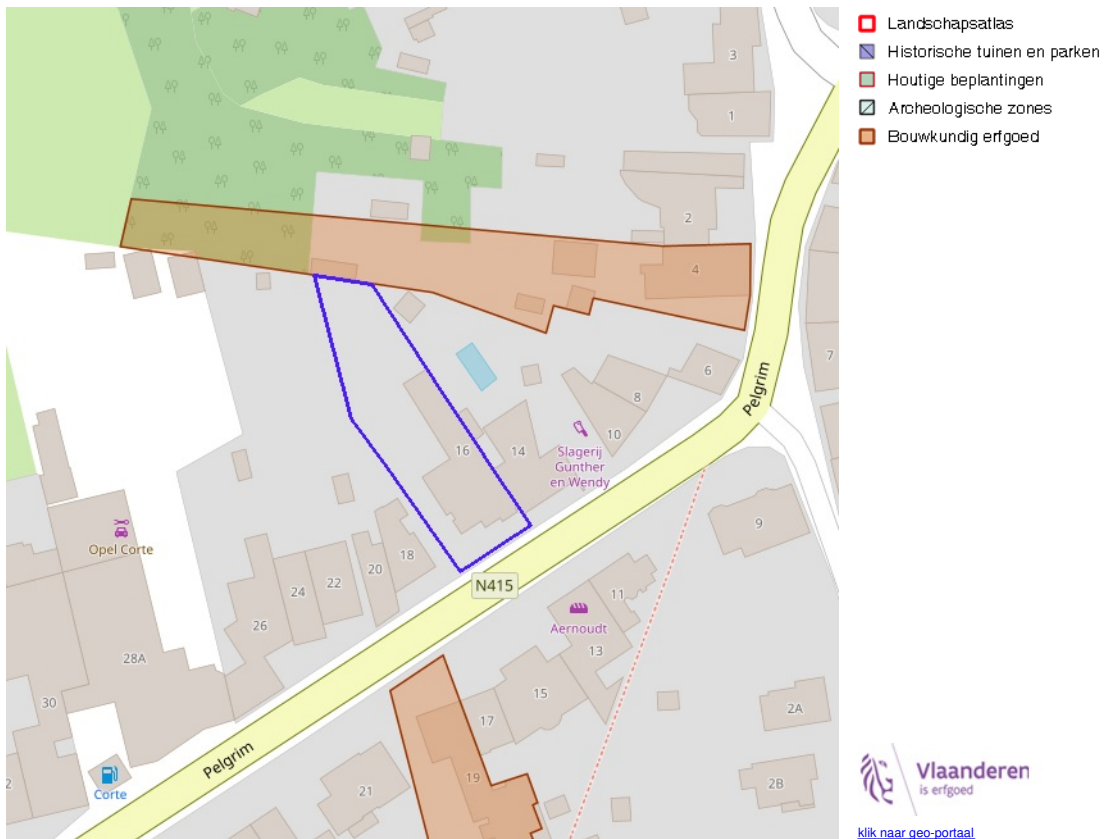 Landschapsatlas
Historische tuinen en parken
Houtige beplantingen
Archeologische zones
Bouwkundig erfgoed
3
1
2
4
7
6
8
10
Pelgrim
Slagerij
Gunther
en Wendy
16
14
9
Opel Corte
18
20
22
24
26
N415
11
Aernoudt
13
28A
15
30
17
2A
Pelgrim
19
2B
21
2
Corte
Vlaanderen
is erfgoed
klik naar geo-portaal